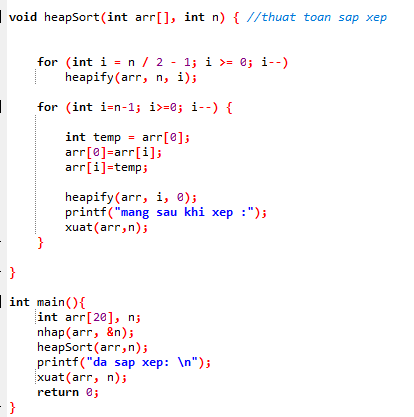 void heapSort(int arr[], int n) { //thuat toan sap xep
for (int i = n / 2 - 1; i >= 0; i--)
heapify(arr, n, i);
for (int i=n-1; i>=0; i--) {
int temp = arr[0];
arr[0]=arr[i];
arr[i]=temp;
heapify(arr, i, 0);
printf("mang sau khi xep :");
xuat(arr,n);
}
}
int main(){
int arr[20], n;
nhap(arr, &n);
heapSort(arr,n);
printf("da sap xep: \n");
xuat(arr, n);
return 0;
}